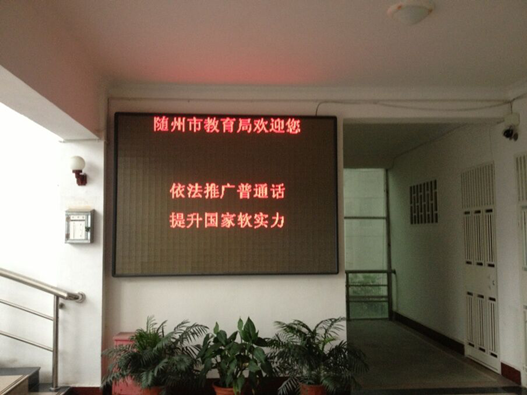 随州市教育局欢迎您
依法推广普通话
提升国家软实力